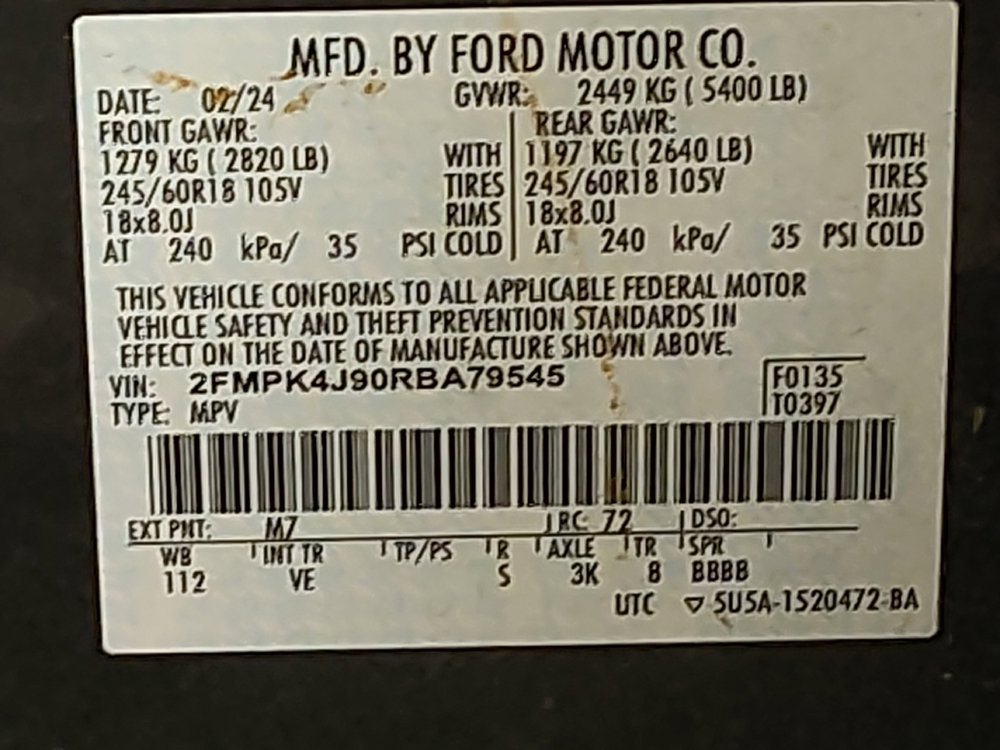 MFD. BY FORD MOTOR CO.
DATE: 02/24 GVWR: 2449 KG ( 5400 LB)
FRONT GAWR: REAR GAWR:
1279 KG ( 2820 LB) WITH 1197 KG ( 2640 LB) WITH
245/60R18 105V TIRES 245/60R18 105V TIRES
18x8.0J RIMS 18x8.0J RIMS
AT 240 kPa/ 35 PSI COLD AT 240 kPa/ 35 PSI COLD
THIS VEHICLE CONFORMS TO ALL APPLICABLE FEDERAL MOTOR
VEHICLE SAFETY AND THEFT PREVENTION STANDARDS IN
EFFECT ON THE DATE OF MANUFACTURE SHOWN ABOVE.
VIN: 2FMPK4J90RBA79545 F0135
TYPE: MPV T0397
EXT PNT: M7 RC: 72 DSO:
WB INT TR TP/PS R AXLE TR SPR
112 VE S 3K 8 BBBB
UTC ▽ 5U5A-1520472-BA